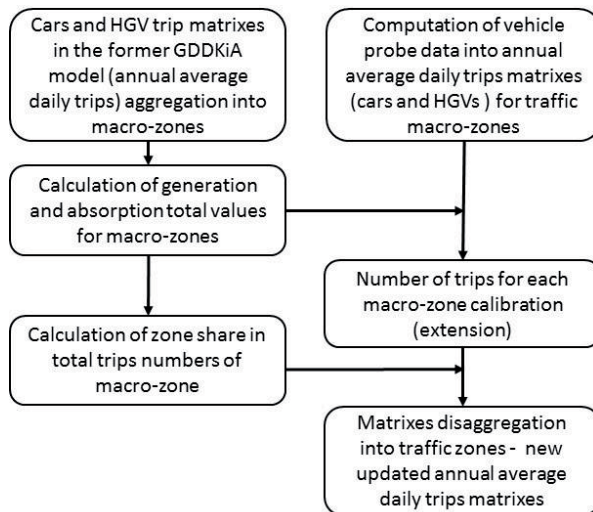 Cars and HGV trip matrixes
in the former GDDKiA
model (annual average
daily trips) aggregation into
macro-zones
Computation of vehicle
probe data into annual
average daily trips matrixes
(cars and HGVs ) for traffic
macro-zones
Calculation of generation
and absorption total values
for macro-zones
Number of trips for each
macro-zone calibration
(extension)
Calculation of zone share in
total trips numbers of
macro-zone
Matrixes disaggregation
into traffic zones -  new
updated annual average
daily trips matrixes